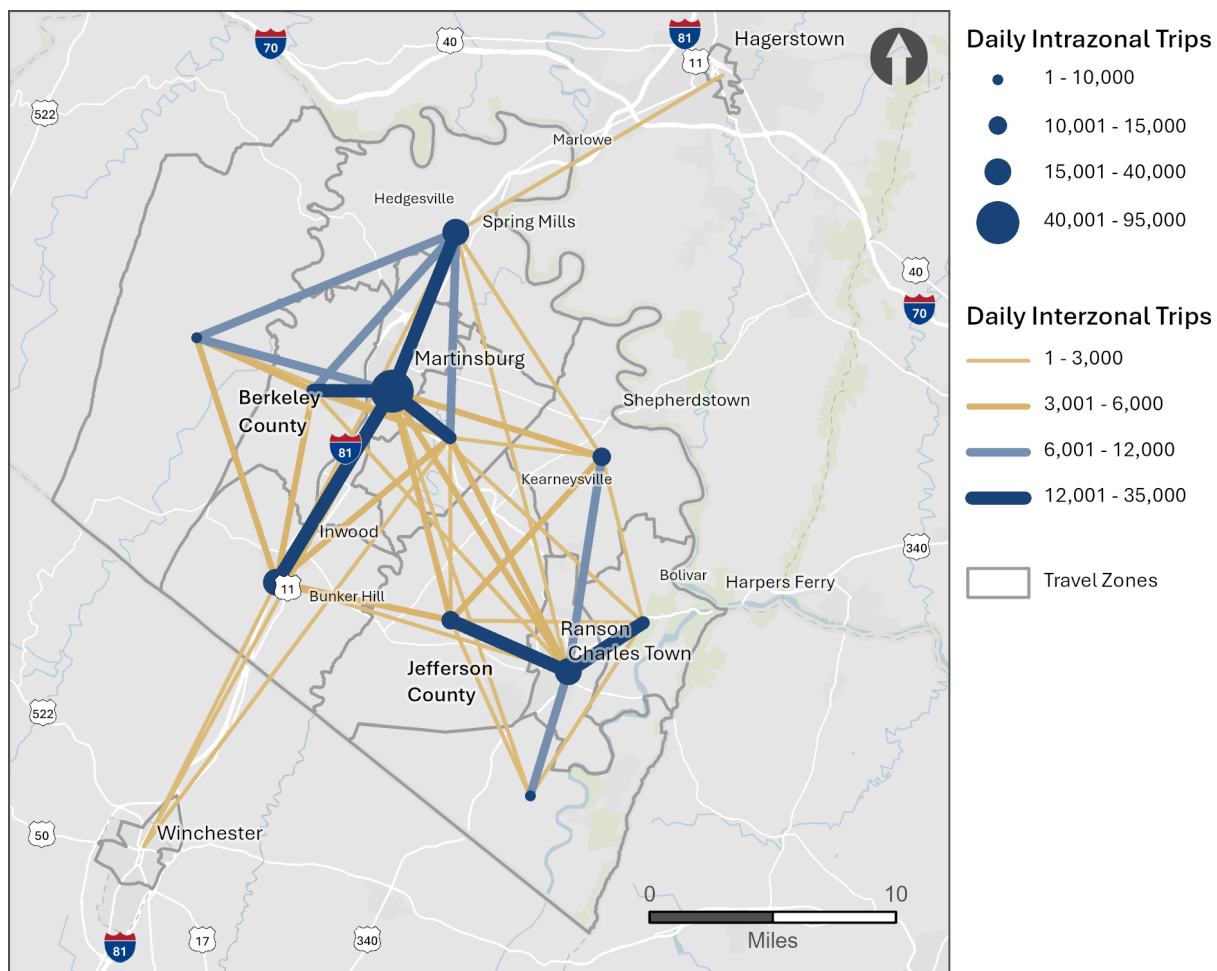 70
40
81
11
Hagerstown
522
Marlowe
Hedgesville
Spring Mills
40
70
Martinsburg
Berkeley
County
Shepherdstown
81
Kearneysville
Inwood
340
11
Bunker Hill
Bolivar
Harpers Ferry
Ranson
Charles Town
Jefferson
County
522
50
Winchester
81
17
340
0
10
Miles
Daily Intrazonal Trips
1 - 10,000
10,001 - 15,000
15,001 - 40,000
40,001 - 95,000
Daily Interzonal Trips
1 - 3,000
3,001 - 6,000
6,001 - 12,000
12,001 - 35,000
Travel Zones